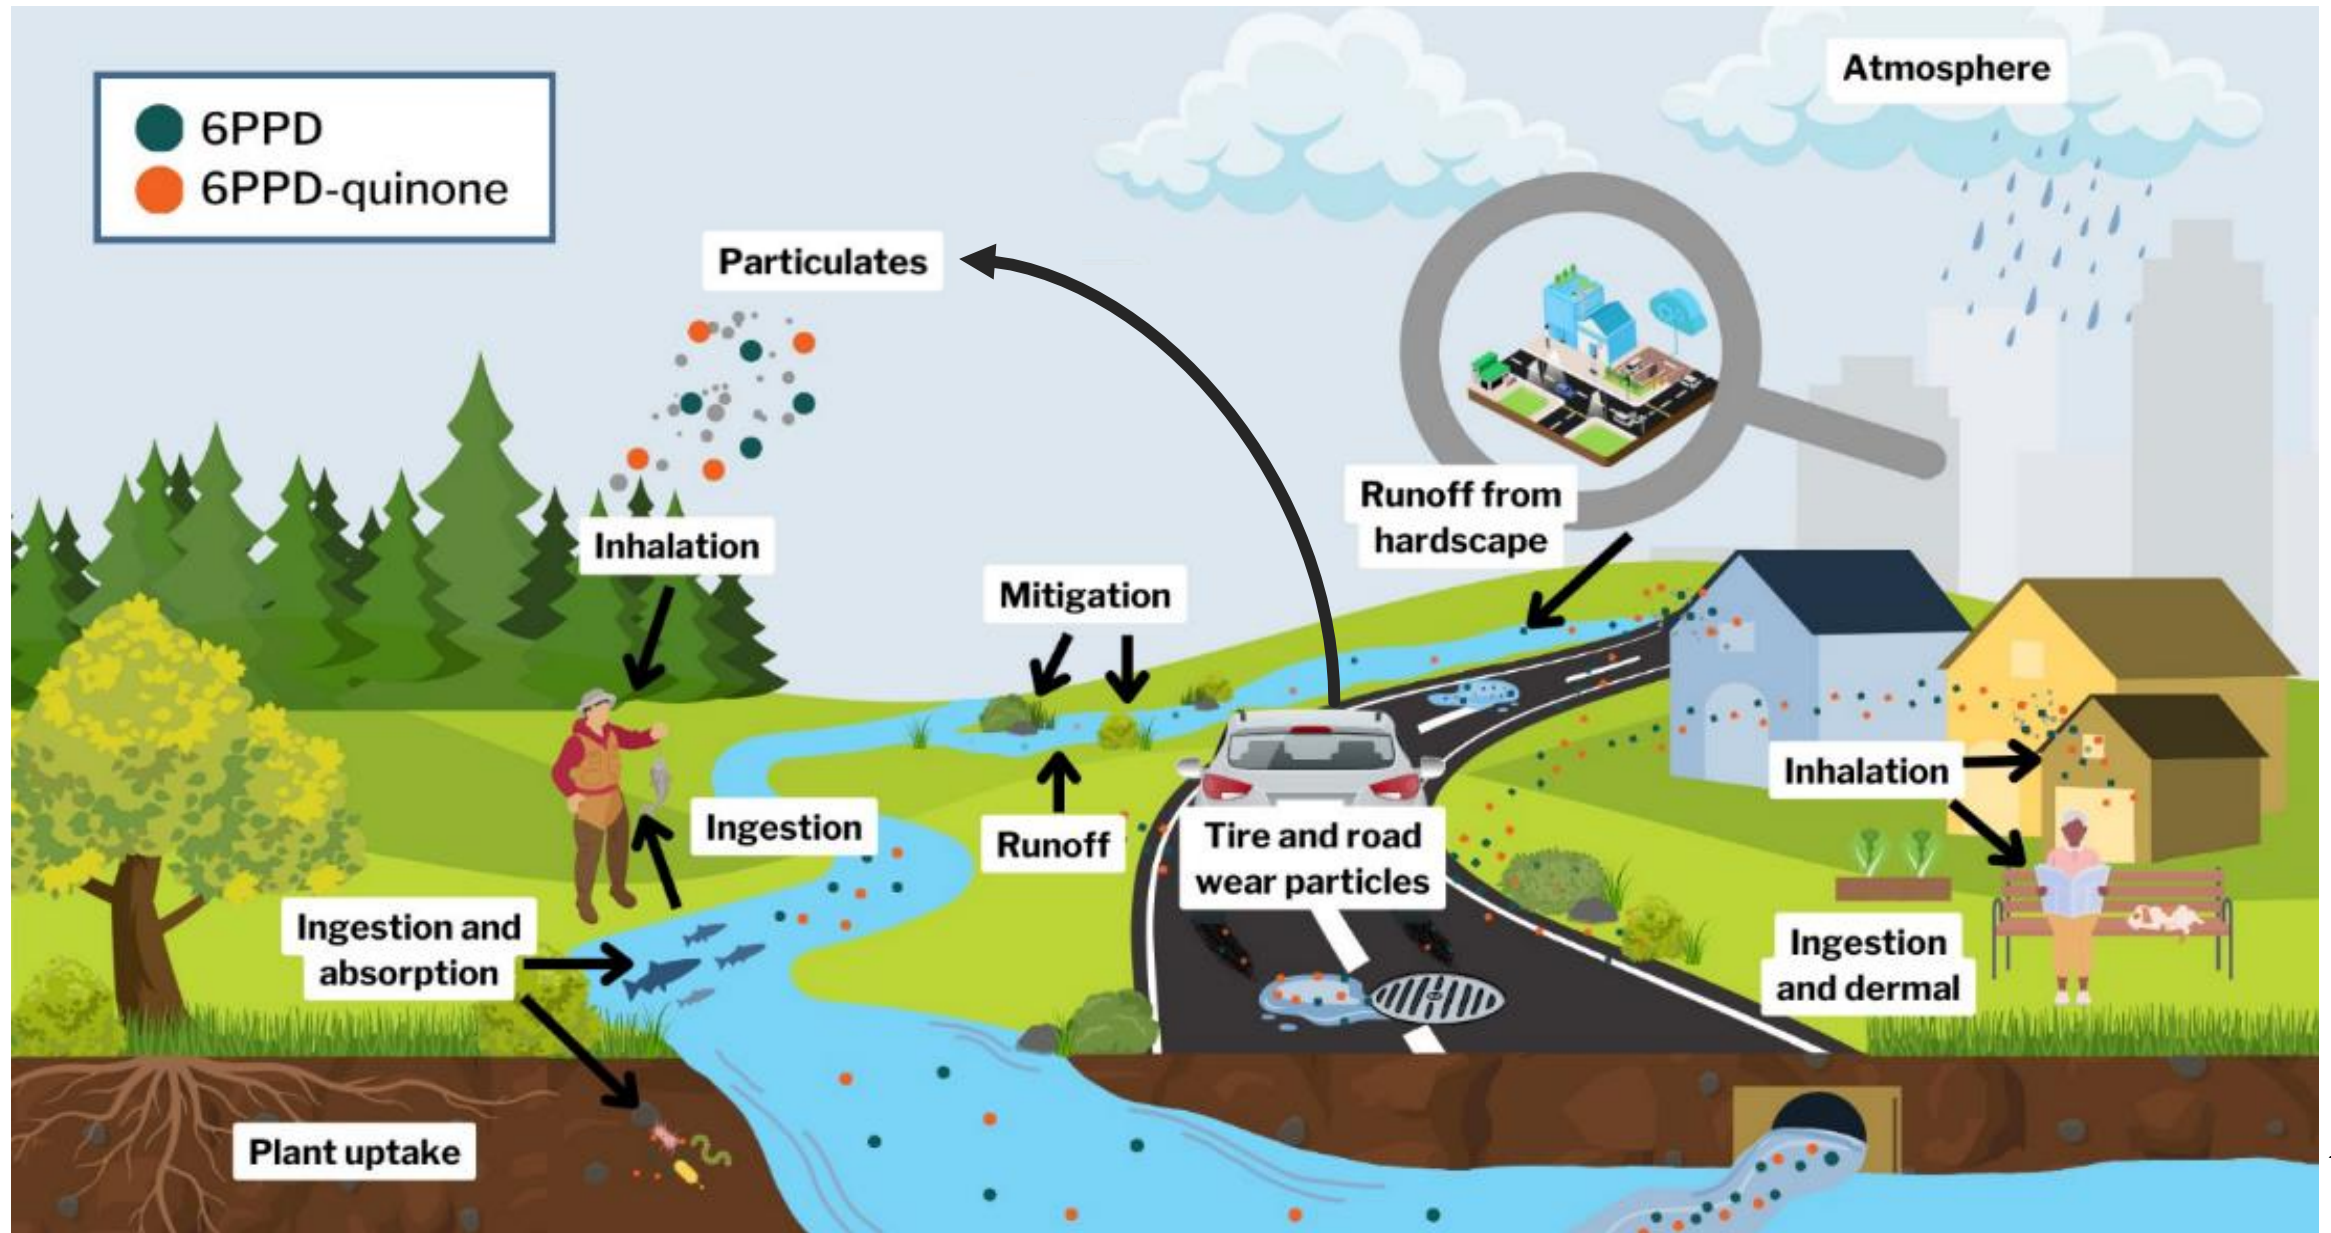 6PPD
6PPD-quinone
Atmosphere
Particulates
Runoff from
hardscape
Inhalation
Mitigation
Inhalation
Ingestion
Runoff
Tire and road
wear particles
Ingestion and
absorption
Ingestion
and dermal
Plant uptake